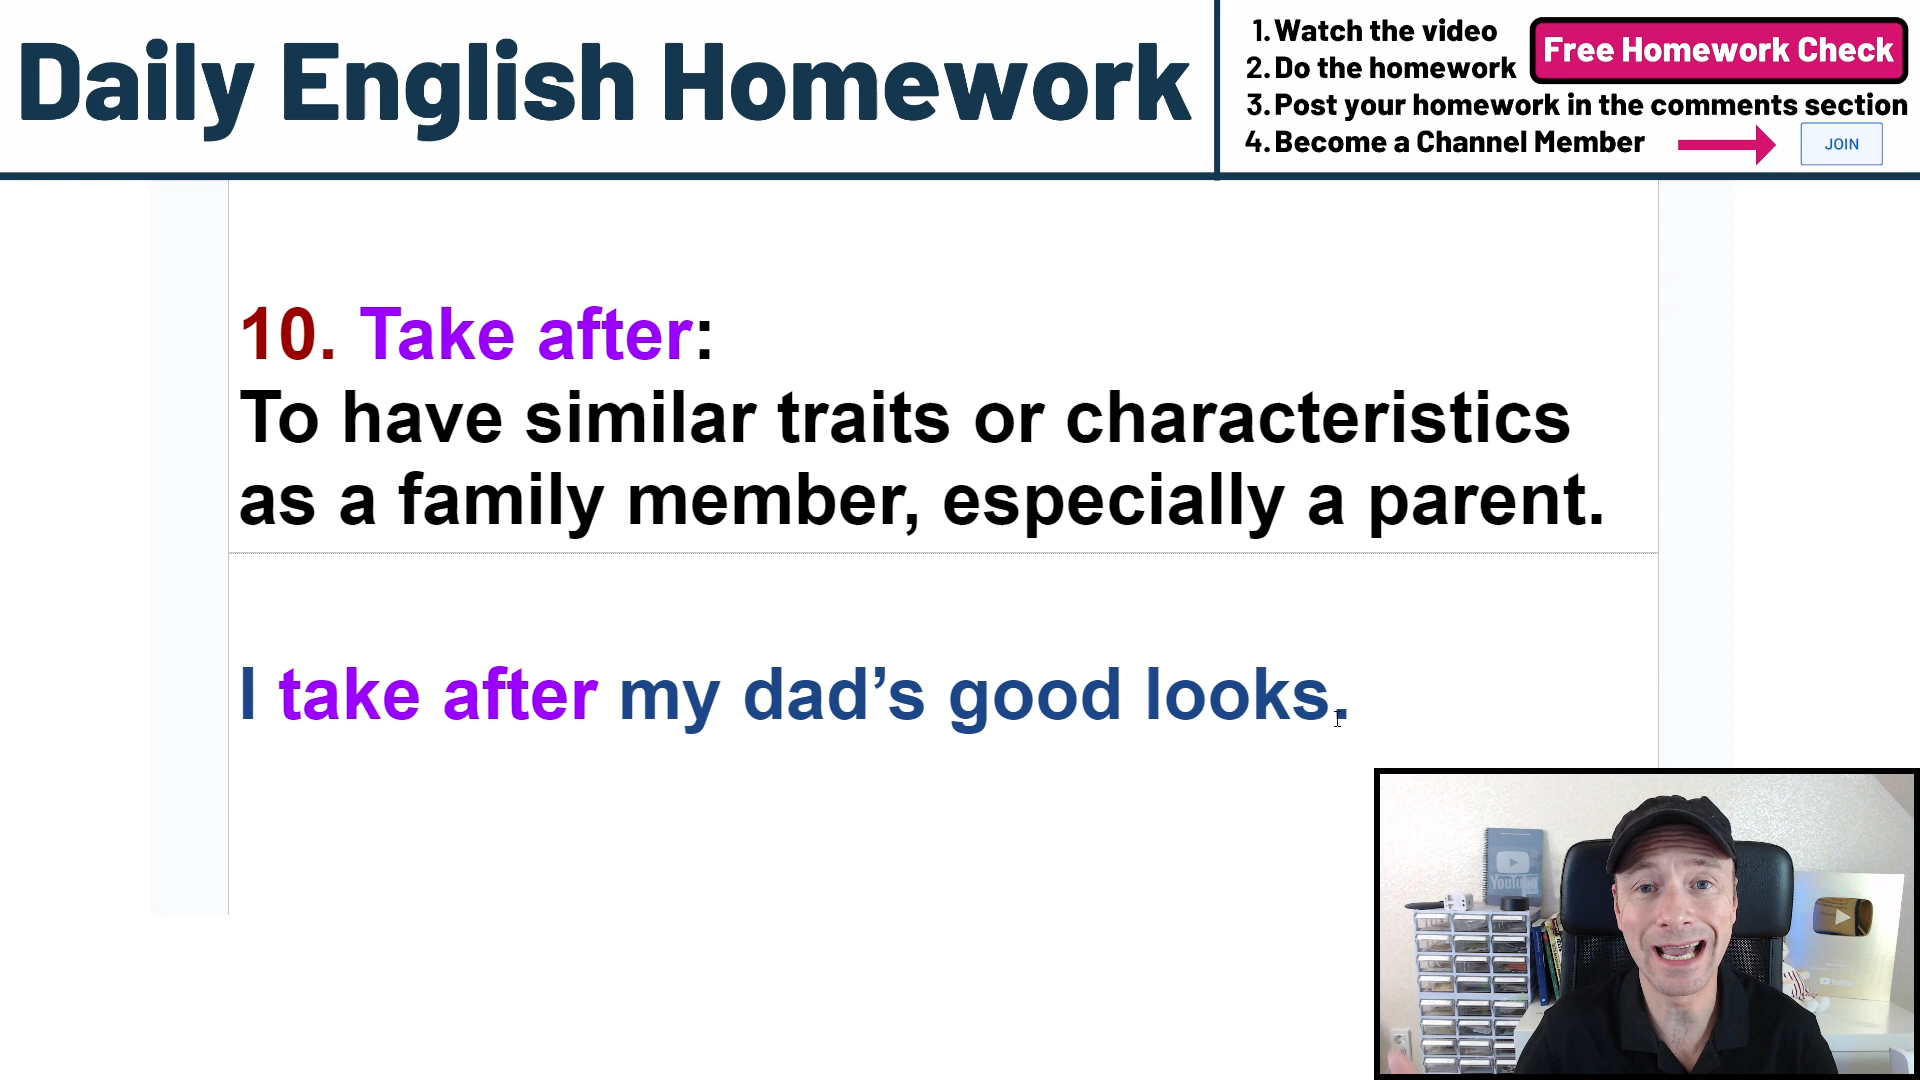 Daily English Homework
1. Watch the video
2. Do the homework
Free Homework Check
3. Post your homework in the comments section
4. Become a Channel Member
JOIN
10. Take after:
To have similar traits or characteristics
as a family member, especially a parent.
I take after my dad’s good looks.
YouTube